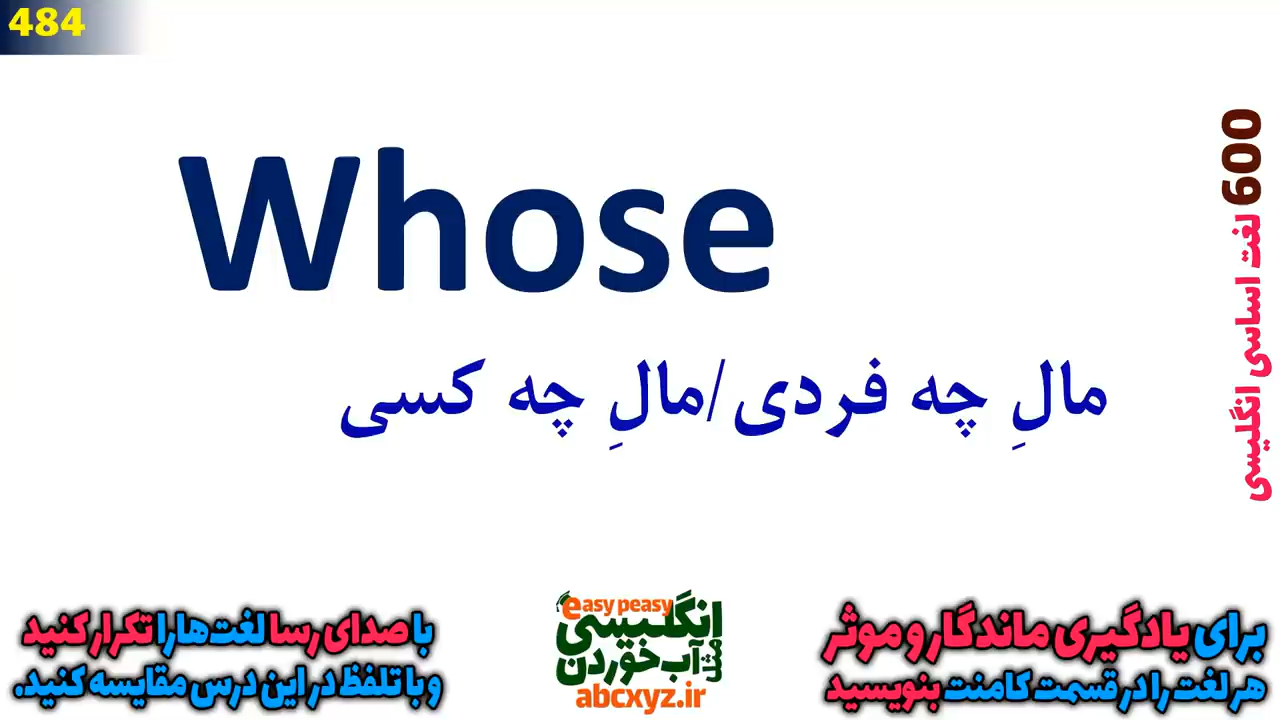 484
Whose
مالِ چه فردی/مالِ چه کسی
600 لغت اساسی انگلیسی
برای یادگیری ماندگار و موثر
هر لغت را در قسمت کامنت بنویسید
easy peasy
انگلیسی
مثل آب خوردن
abcxyz.ir
با صدای رسا لغت‌ها را تکرار کنید
و با تلفظ در این درس مقایسه کنید.